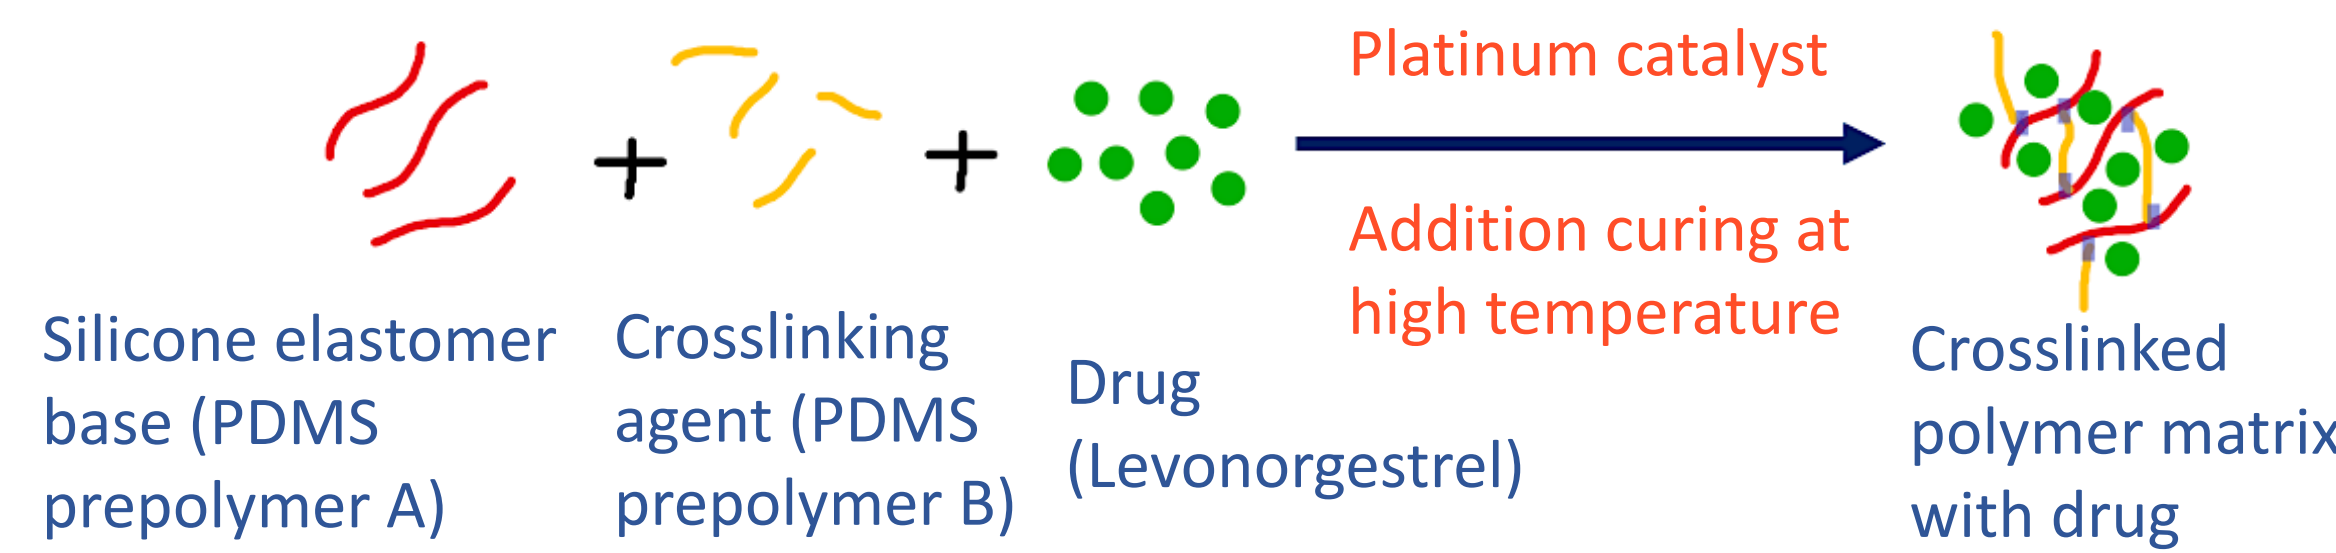 Silicone elastomer
base (PDMS
prepolymer A)
Crosslinking
agent (PDMS
prepolymer B)
Drug
(Levonorgestrel)
Platinum catalyst
Addition curing at
high temperature
Crosslinked
polymer matrix
with drug